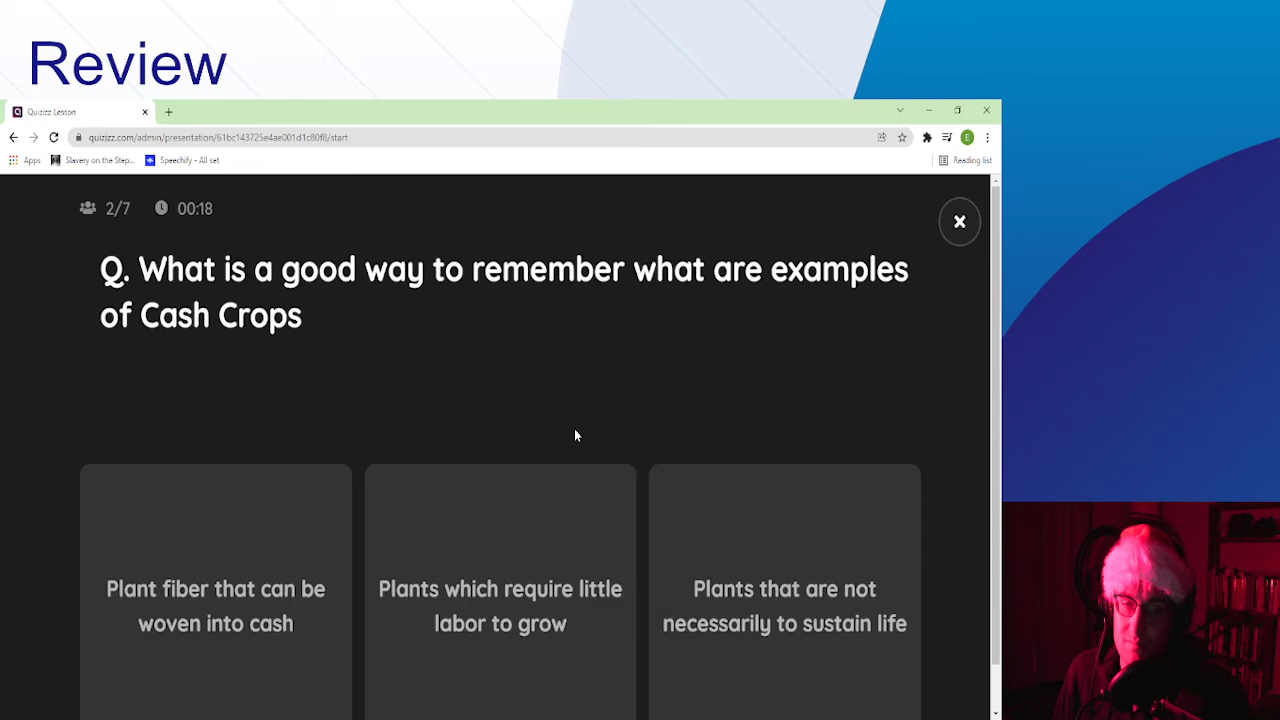 Review
Quizizz Lesson
quizizz.com/admin/presentation/61bc143725e4ae001d1c80f8/start
Apps
Slavery on the Step...
Speechify - All set
Reading list
E
2/7
00:18
Q. What is a good way to remember what are examples
of Cash Crops
Plant fiber that can be
woven into cash
Plants which require little
labor to grow
Plants that are not
necessarily to sustain life